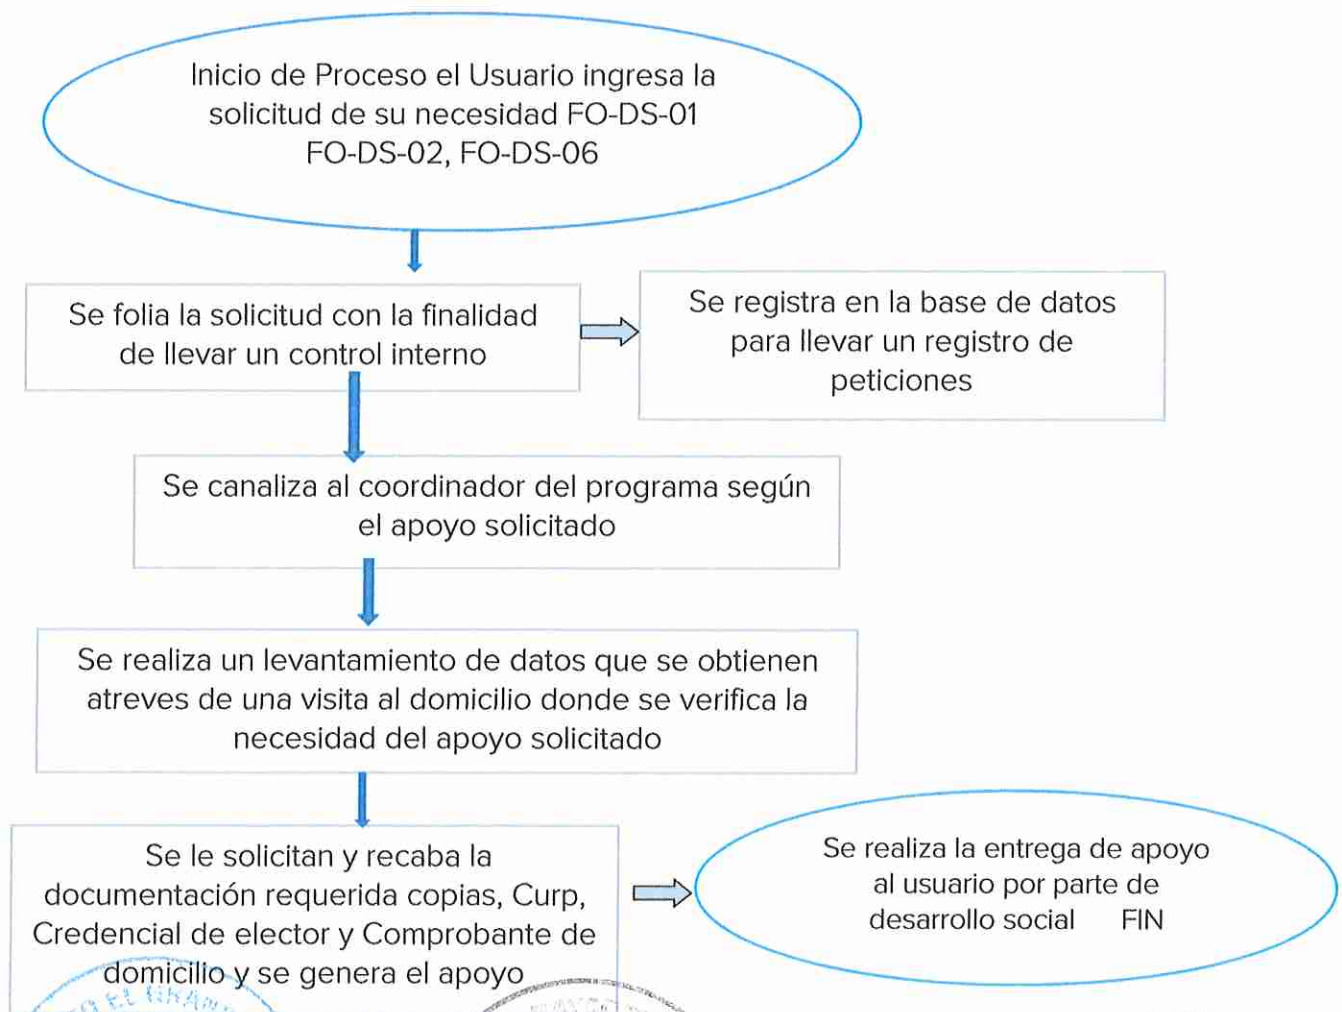 Inicio de Proceso el Usuario ingresa la
solicitud de su necesidad FO-DS-01
FO-DS-02, FO-DS-06
Se folia la solicitud con la finalidad
de llevar un control interno
Se registra en la base de datos
para llevar un registro de
peticiones
Se canaliza al coordinador del programa según
el apoyo solicitado
Se realiza un levantamiento de datos que se obtienen
atreves de una visita al domicilio donde se verifica la
necesidad del apoyo solicitado
Se le solicitan y recaba la
documentación requerida copias, Curp,
Credencial de elector y Comprobante de
domicilio y se genera el apoyo
Se realiza la entrega de apoyo
al usuario por parte de
desarrollo social FIN